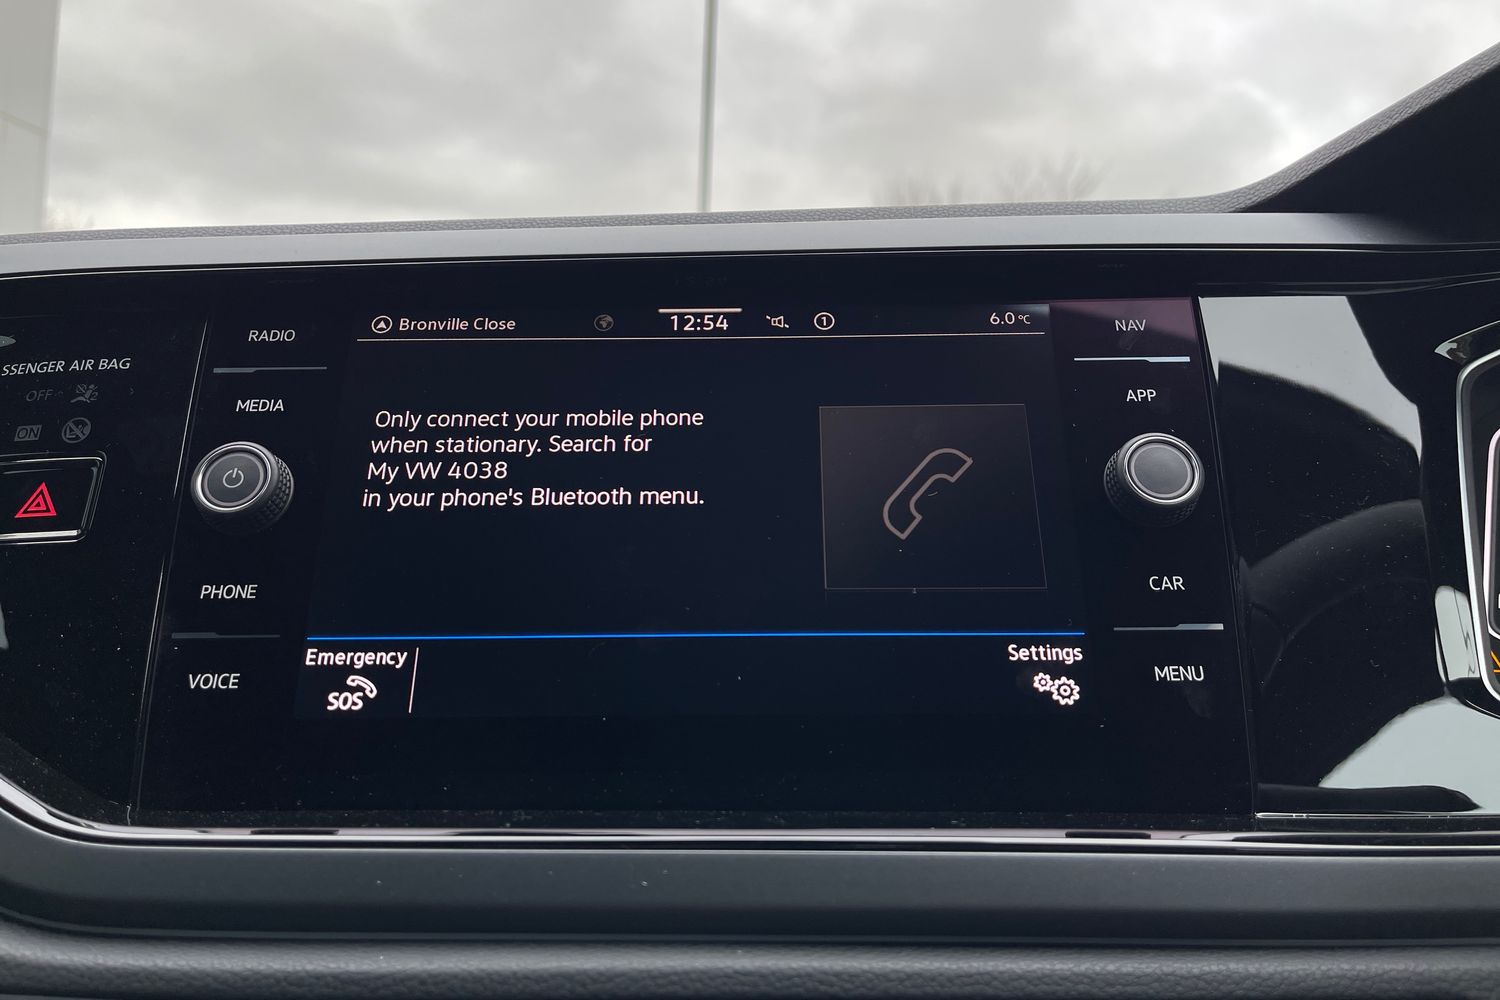 Bronville Close
12:54
1
6.0°C
RADIO
MEDIA
PHONE
VOICE
NAV
APP
CAR
MENU
SSENGER AIR BAG
OFF
2
ON
Only connect your mobile phone
when stationary. Search for
My VW 4038
in your phone's Bluetooth menu.
Emergency
SOS
Settings